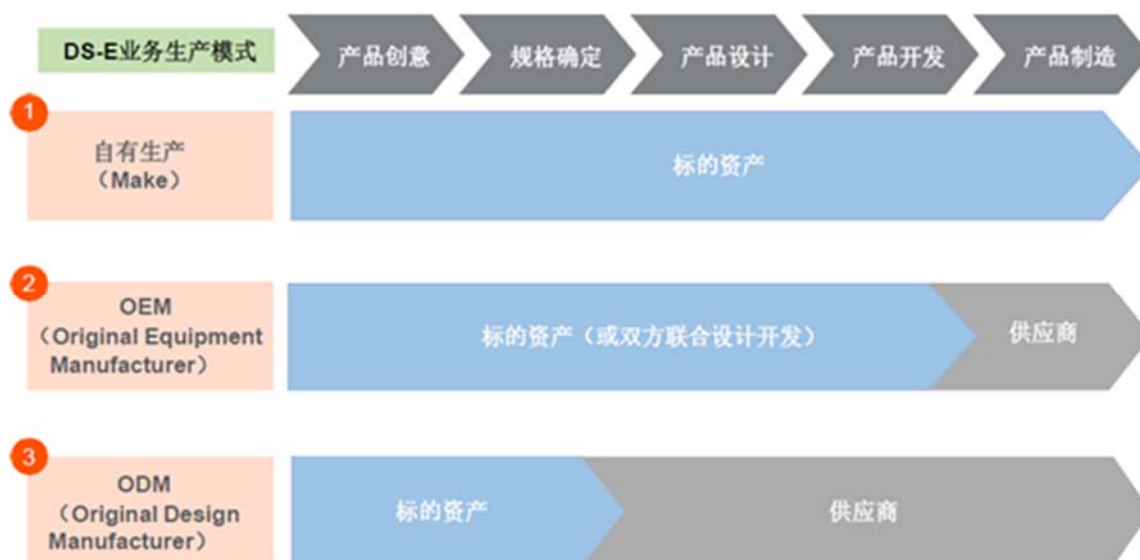 DS-E业务生产模式
产品创意
规格确定
产品设计
产品开发
产品制造
1
自有生产
（Make）
标的资产
2
OEM
（Original Equipment
Manufacturer）
标的资产（或双方联合设计开发）
供应商
3
ODM
（Original Design
Manufacturer）
标的资产
供应商